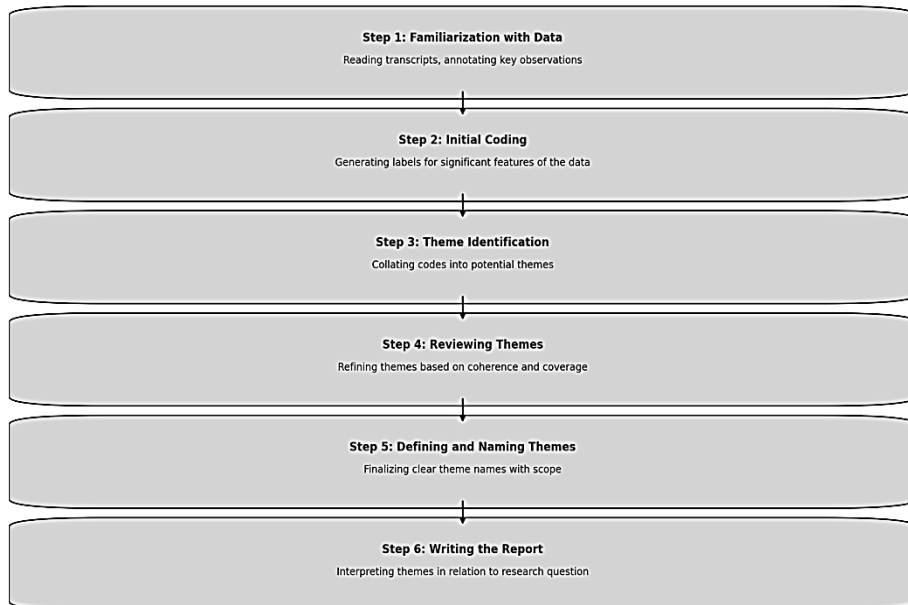 Step 1: Familiarization with Data
Reading transcripts, annotating key observations
Step 2: Initial Coding
Generating labels for significant features of the data
Step 3: Theme Identification
Collating codes into potential themes
Step 4: Reviewing Themes
Refining themes based on coherence and coverage
Step 5: Defining and Naming Themes
Finalizing clear theme names with scope
Step 6: Writing the Report
Interpreting themes in relation to research question